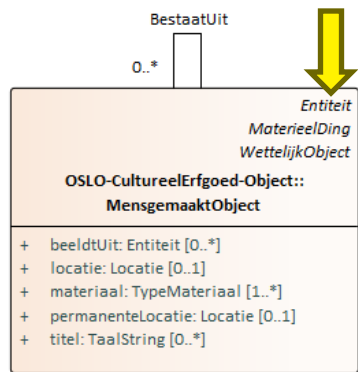 BestaatUit
0..*
Entiteit
MaterieelDing
WettelijkObject
OSLO-CultureelErfgoed-Object::
MensgemaaktObject
+ beeldtUit: Entiteit [0..*]
+ locatie: Locatie [0..1]
+ materiaal: TypeMateriaal [1..*]
+ permanenteLocatie: Locatie [0..1]
+ titel: TaalString [0..*]